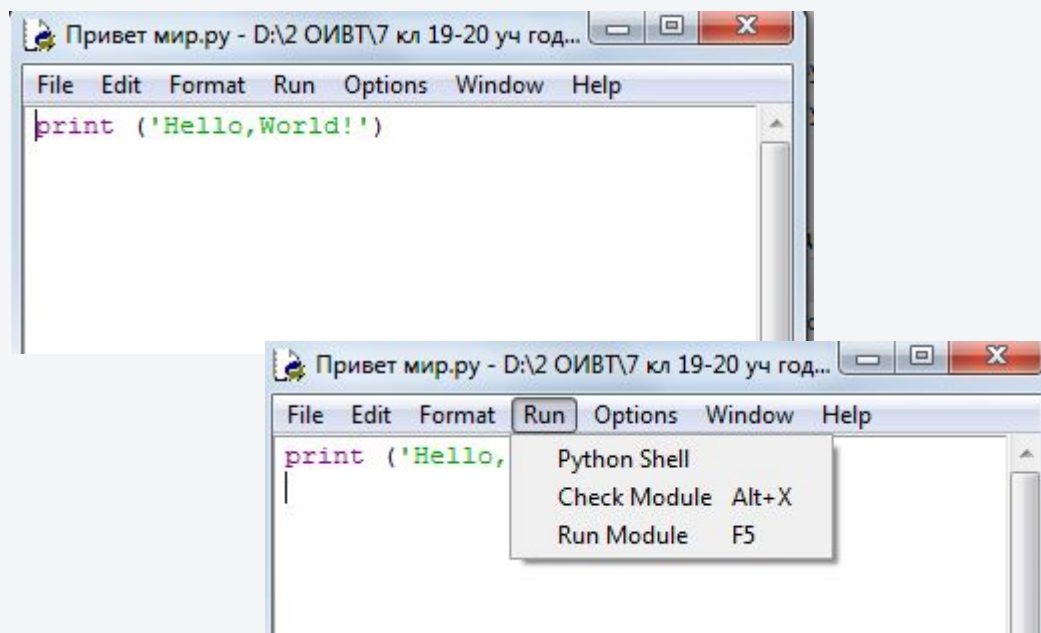 Привет мир.py - D:\2 ОИВТ\7 кл 19-20 уч год...
File Edit Format Run Options Window Help
print ('Hello,World!')
Привет мир.py - D:\2 ОИВТ\7 кл 19-20 уч год...
File Edit Format Run Options Window Help
print ('Hello,
Python Shell
Check Module Alt+X
Run Module F5